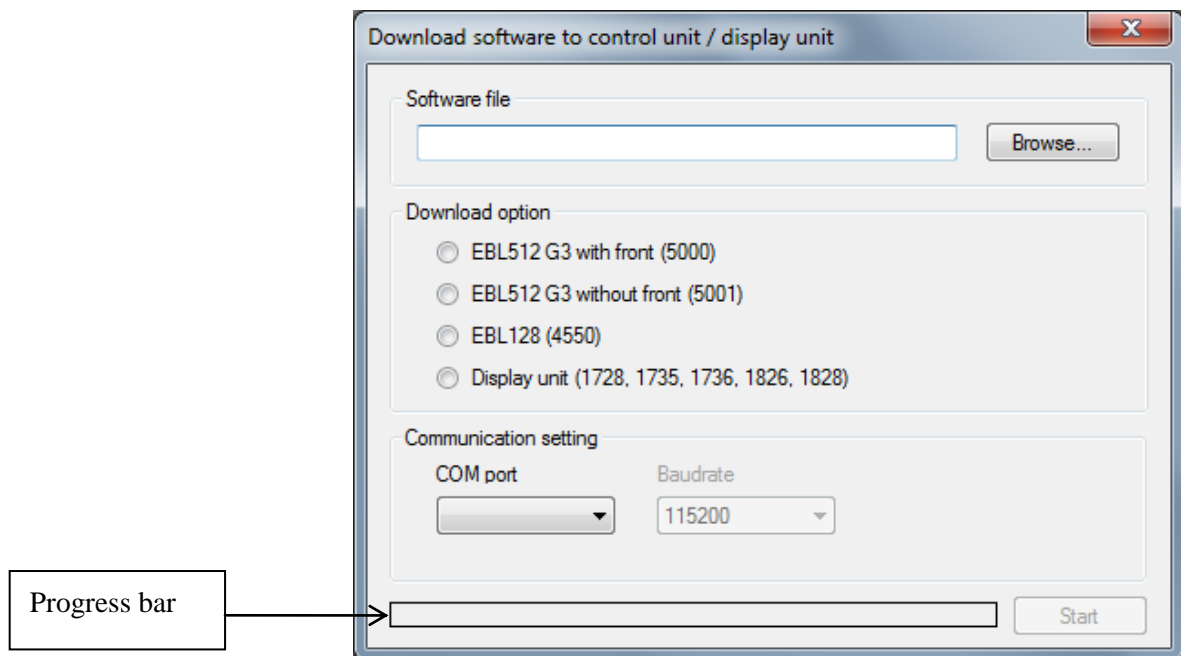 Download software to control unit / display unit
Software file
Browse...
Download option
EBL512 G3 with front (5000)
EBL512 G3 without front (5001)
EBL128 (4550)
Display unit (1728, 1735, 1736, 1826, 1828)
Communication setting
COM port Baudrate
115200
Progress bar
Start